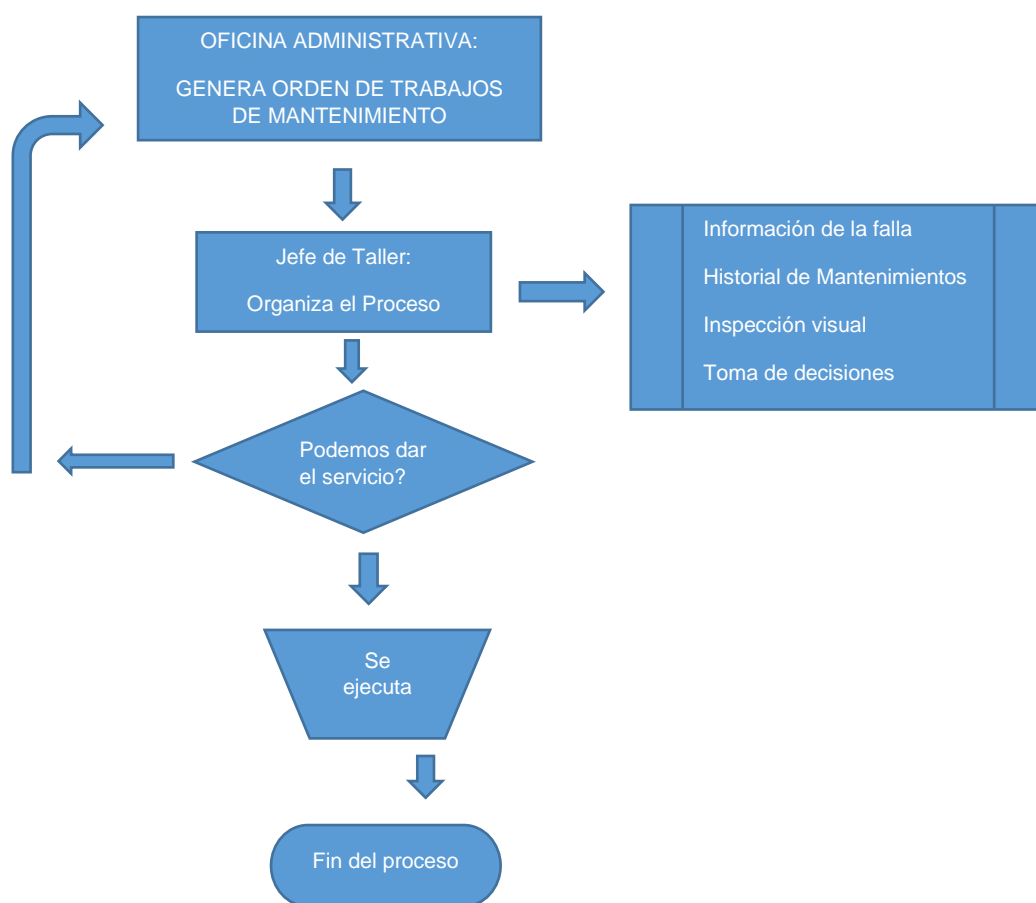 OFICINA ADMINISTRATIVA:
GENERA ORDEN DE TRABAJOS
DE MANTENIMIENTO
Jefe de Taller:
Organiza el Proceso
Información de la falla
Historial de Mantenimientos
Inspección visual
Toma de decisiones
Podemos dar
el servicio?
Se
ejecuta
Fin del proceso